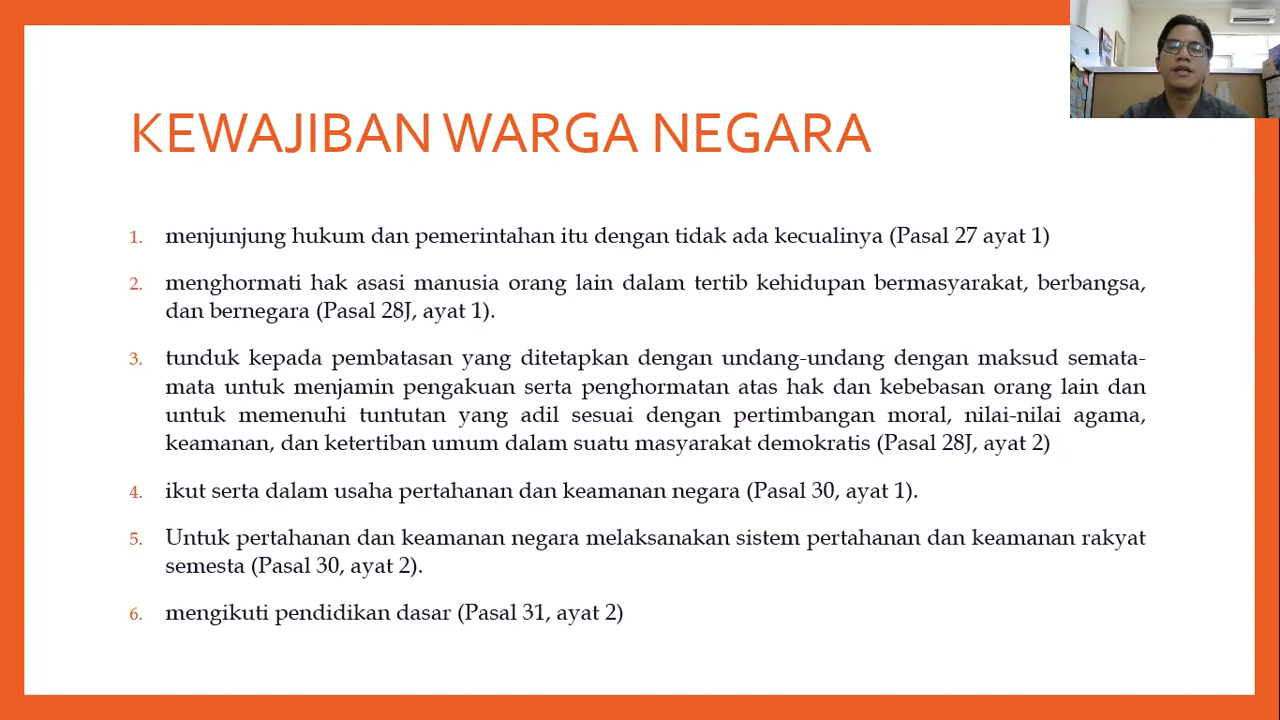 KEWAJIBAN WARGA NEGARA
1. menjunjung hukum dan pemerintahan itu dengan tidak ada kecualinya (Pasal 27 ayat 1)
2. menghormati hak asasi manusia orang lain dalam tertib kehidupan bermasyarakat, berbangsa,
dan bernegara (Pasal 28J, ayat 1).
3. tunduk kepada pembatasan yang ditetapkan dengan undang-undang dengan maksud semata-
mata untuk menjamin pengakuan serta penghormatan atas hak dan kebebasan orang lain dan
untuk memenuhi tuntutan yang adil sesuai dengan pertimbangan moral, nilai-nilai agama,
keamanan, dan ketertiban umum dalam suatu masyarakat demokratis (Pasal 28J, ayat 2)
4. ikut serta dalam usaha pertahanan dan keamanan negara (Pasal 30, ayat 1).
5. Untuk pertahanan dan keamanan negara melaksanakan sistem pertahanan dan keamanan rakyat
semesta (Pasal 30, ayat 2).
6. mengikuti pendidikan dasar (Pasal 31, ayat 2)